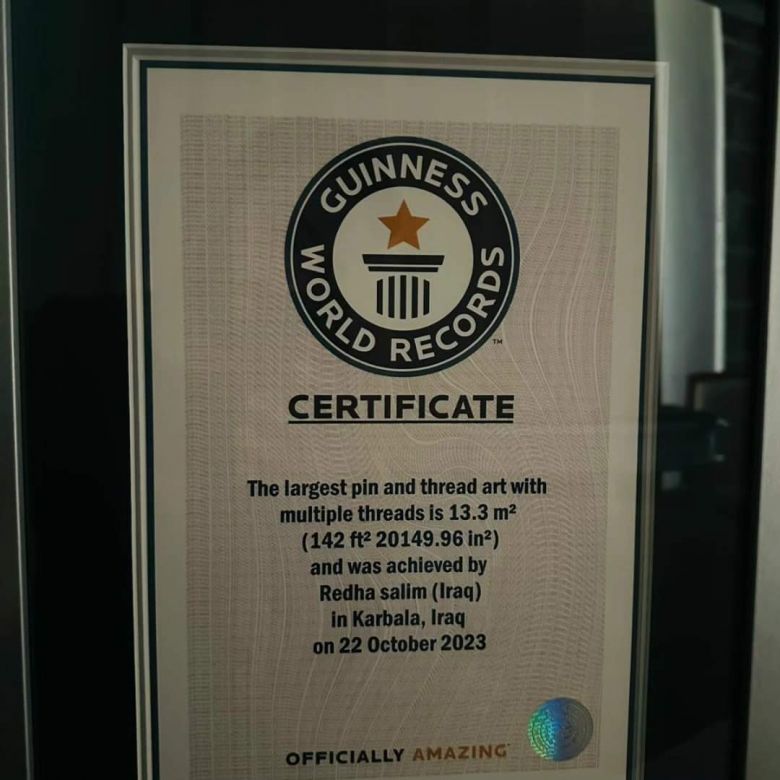 GUINNESS
WORLD RECORDS
™
CERTIFICATE
The largest pin and thread art with
multiple threads is 13.3 m²
(142 ft² 20149.96 in²)
and was achieved by
Redha salim (Iraq)
in Karbala, Iraq
on 22 October 2023
OFFICIALLY AMAZING